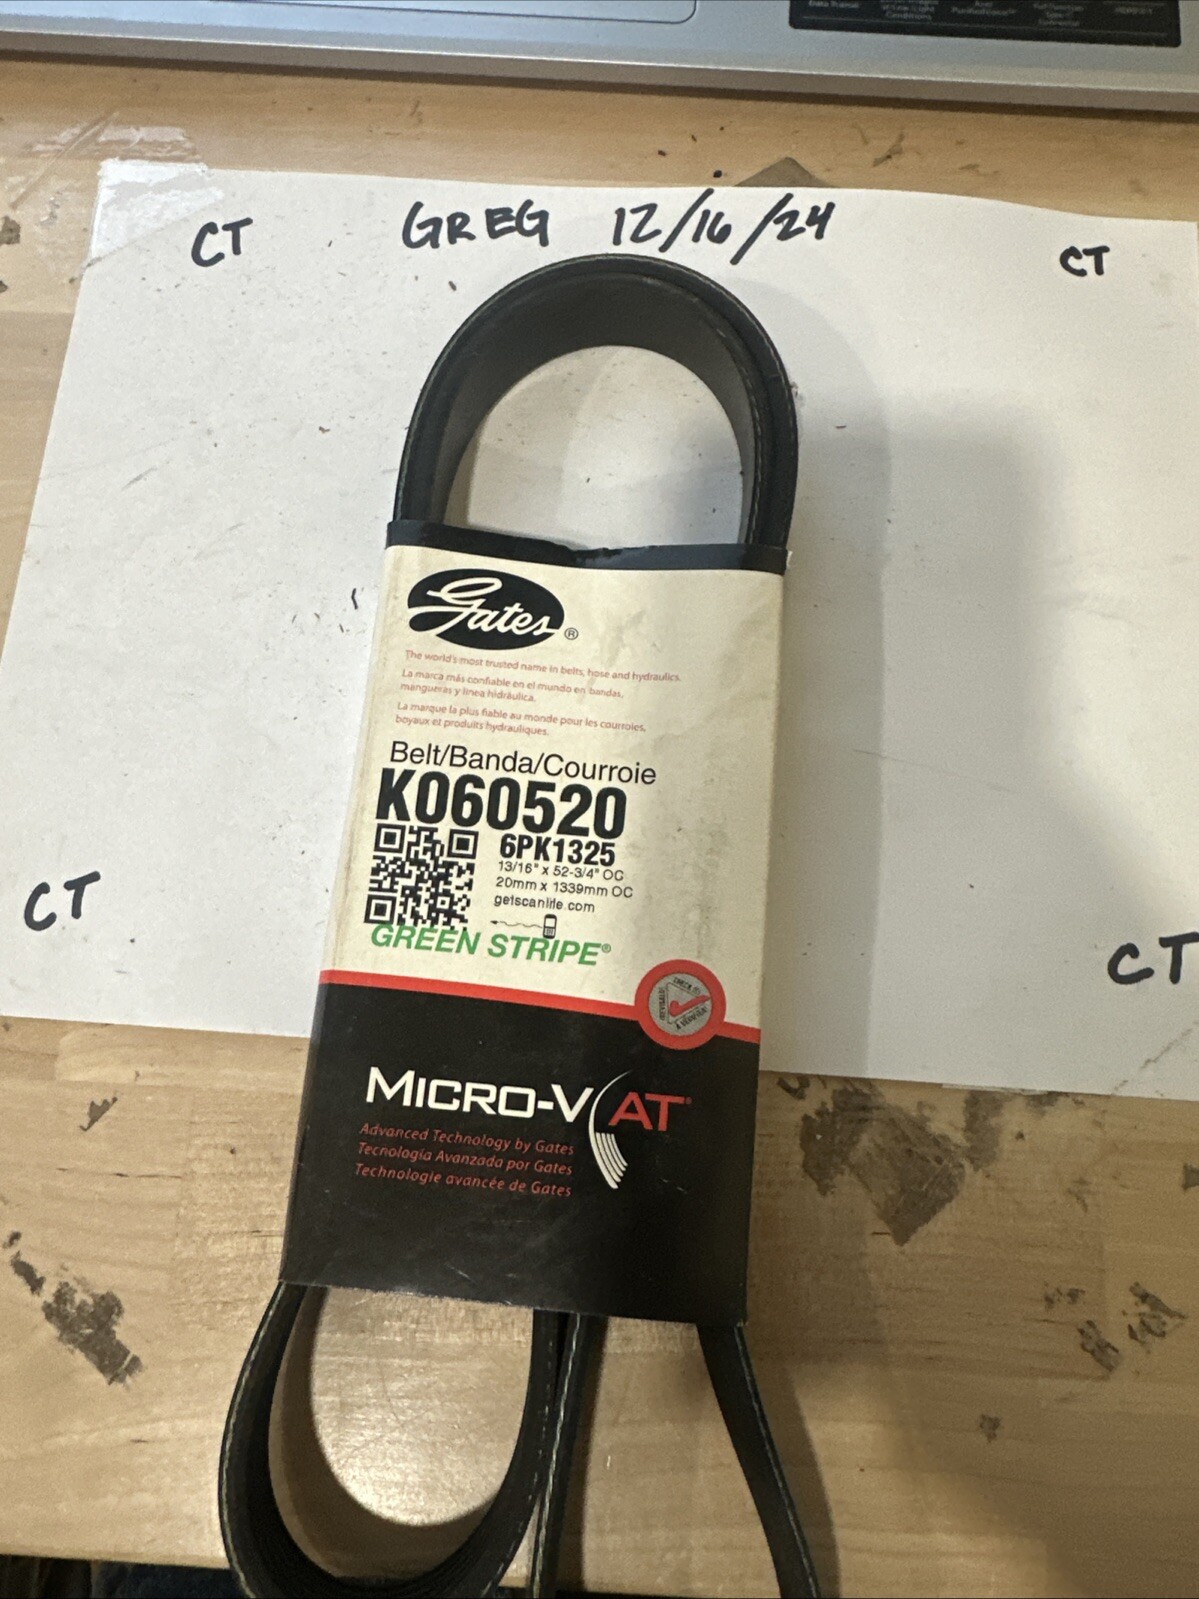 CT
GREG 12/16/24
CT
Gates®
The world's most trusted name in belts, hose and hydraulics.
La marca más confiable en el mundo en bandas,
mangueras y línea hidráulica.
La marque la plus fiable au monde pour les courroies,
boyaux et produits hydrauliques.
Belt/Banda/Courroie
K060520
6PK1325
13/16" x 52-3/4" OC
20mm x 1339mm OC
getscanlife.com
GREEN STRIPE®
CT
CT
MICRO-V AT
Advanced Technology by Gates
Tecnología Avanzada por Gates
Technologie avancée de Gates